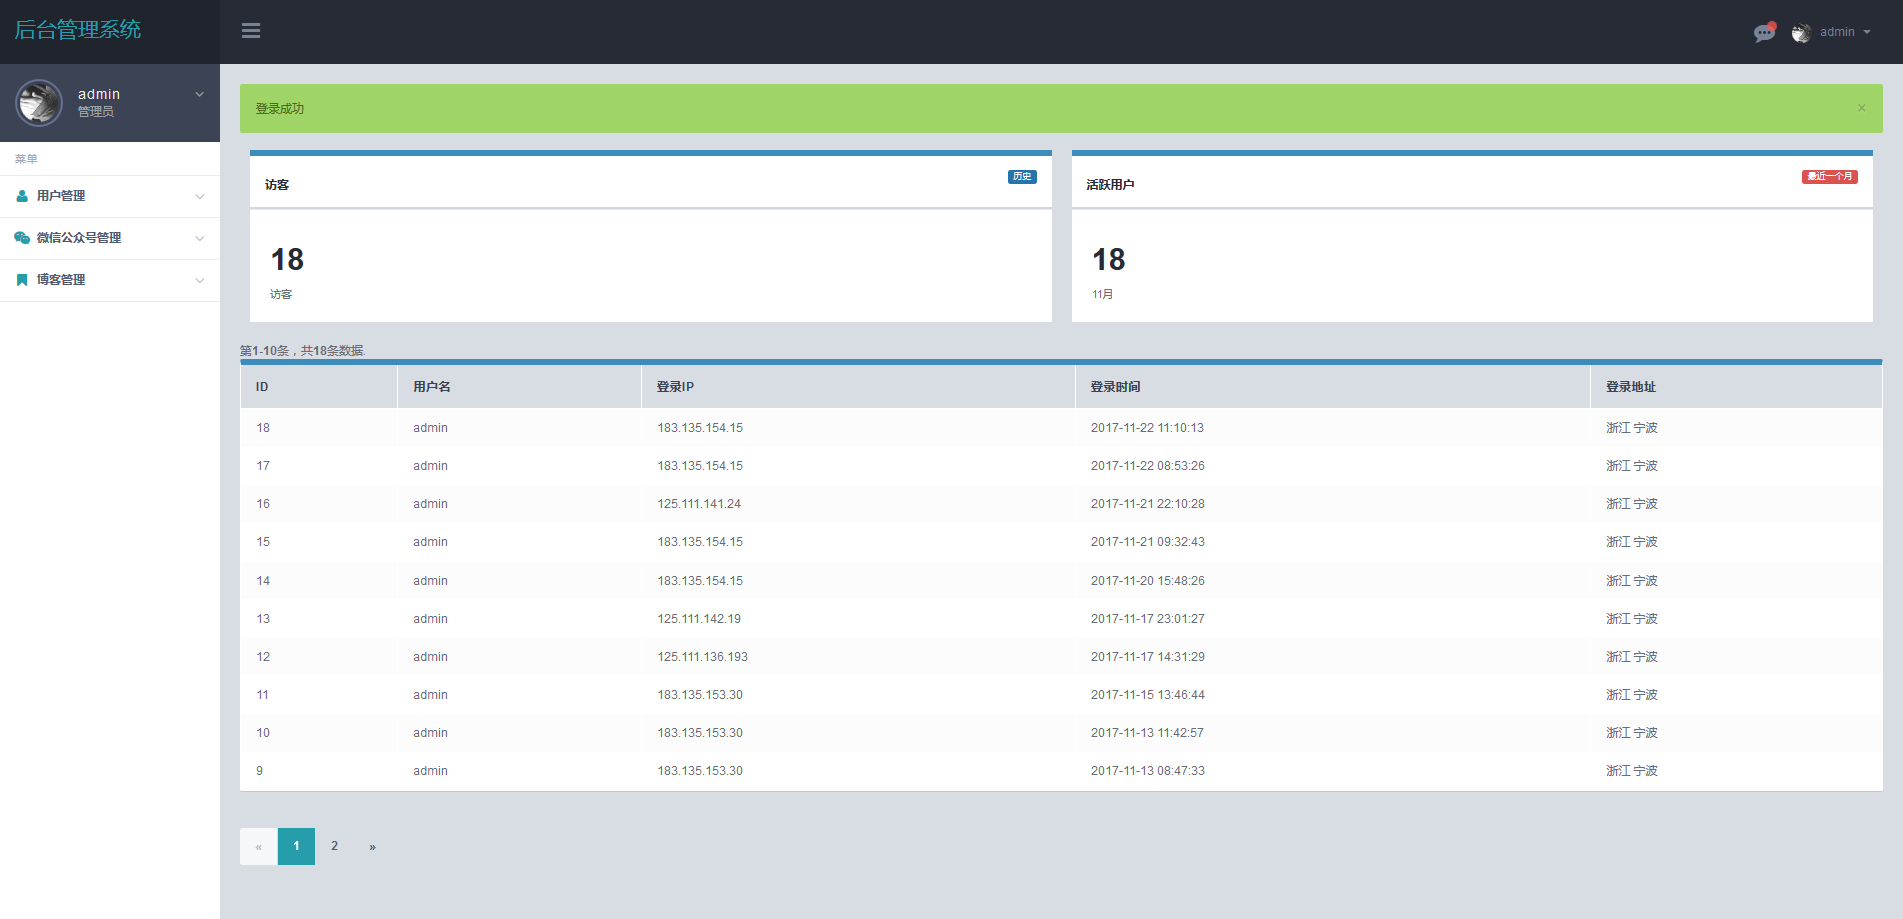 后台管理系统
admin
admin
管理员
菜单
用户管理
微信公众号管理
博客管理
登录成功
×
访客 历史
18
访客
活跃用户 最近一个月
18
11月
第1-10条，共18条数据.
ID 用户名 登录IP 登录时间 登录地址
18 admin 183.135.154.15 2017-11-22 11:10:13 浙江 宁波
17 admin 183.135.154.15 2017-11-22 08:53:26 浙江 宁波
16 admin 125.111.141.24 2017-11-21 22:10:28 浙江 宁波
15 admin 183.135.154.15 2017-11-21 09:32:43 浙江 宁波
14 admin 183.135.154.15 2017-11-20 15:48:26 浙江 宁波
13 admin 125.111.142.19 2017-11-17 23:01:27 浙江 宁波
12 admin 125.111.136.193 2017-11-17 14:31:29 浙江 宁波
11 admin 183.135.153.30 2017-11-15 13:46:44 浙江 宁波
10 admin 183.135.153.30 2017-11-13 11:42:57 浙江 宁波
9 admin 183.135.153.30 2017-11-13 08:47:33 浙江 宁波
« 1 2 »